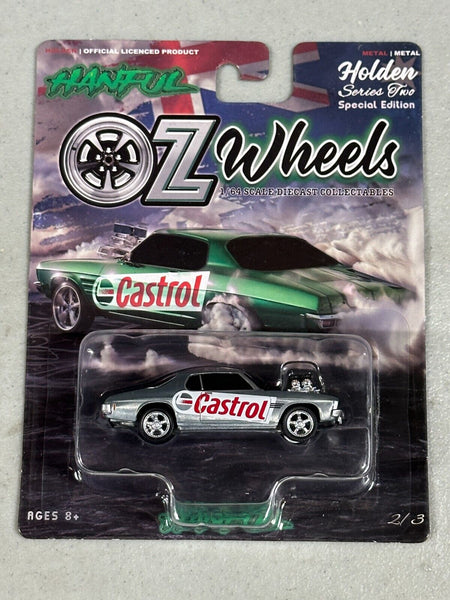 HOLDEN | OFFICIAL LICENCED PRODUCT
METAL | METAL
HANFUL
Holden
Series Two
Special Edition
OZ Wheels
1/64 SCALE DIECAST COLLECTABLES
Castrol
Castrol
AGES 8+
2/3